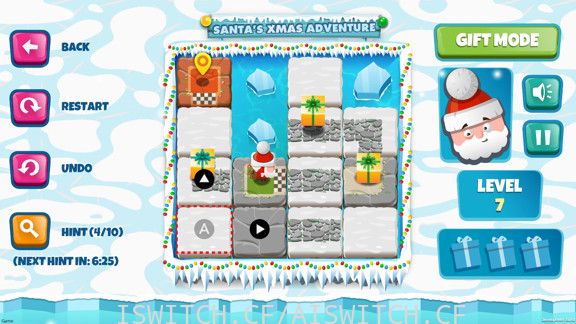 SANTA'S XMAS ADVENTURE
GIFT MODE
BACK
RESTART
UNDO
LEVEL
7
A
HINT (4/10)
(NEXT HINT IN: 6:25)
ISWITCH.CF/ATSWITCH.CF